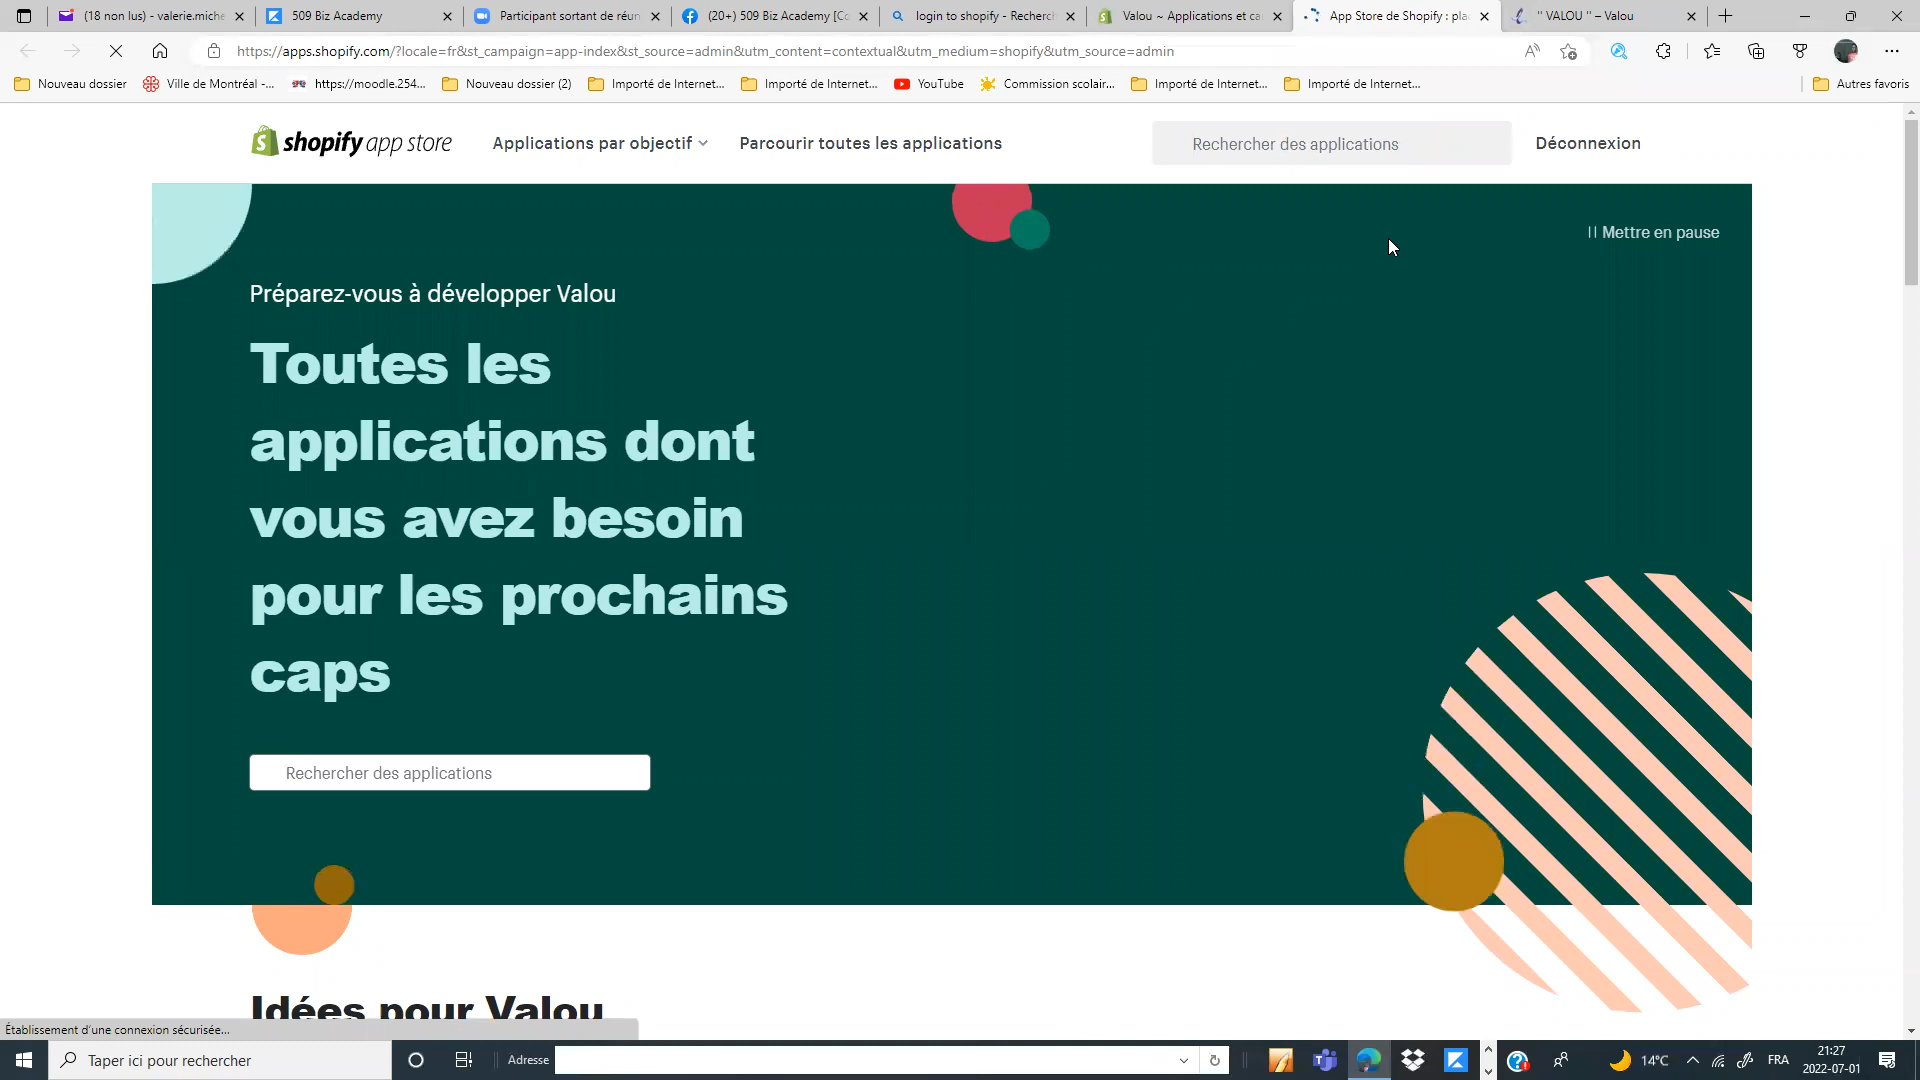 (18 non lus) - valerie.miche
509 Biz Academy
Participant sortant de réun
(20+) 509 Biz Academy [Co
login to shopify - Recherch
Valou ~ Applications et ca
App Store de Shopify : pla
" VALOU " – Valou
https://apps.shopify.com/?locale=fr&st_campaign=app-index&st_source=admin&utm_content=contextual&utm_medium=shopify&utm_source=admin
Nouveau dossier
Ville de Montréal -...
https://moodle.254...
Nouveau dossier (2)
Importé de Internet...
Importé de Internet...
YouTube
Commission scolair...
Importé de Internet...
Importé de Internet...
Autres favoris
shopify app store
Applications par objectif
Parcourir toutes les applications
Rechercher des applications
Déconnexion
Mettre en pause
Préparez-vous à développer Valou
Toutes les
applications dont
vous avez besoin
pour les prochains
caps
Rechercher des applications
Idées pour Valou
Établissement d'une connexion sécurisée...
Taper ici pour rechercher
Adresse
14°C
FRA
21:27
2022-07-01